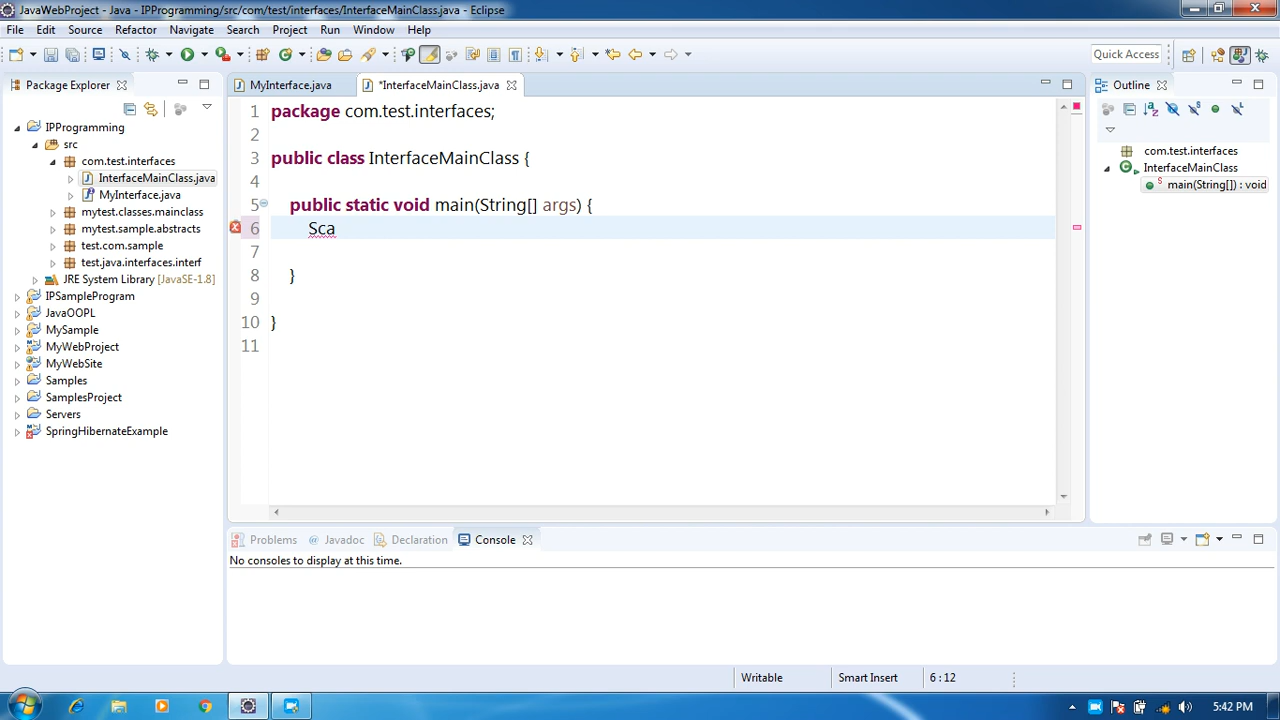 JavaWebProject - Java - IPProgramming/src/com/test/interfaces/InterfaceMainClass.java - Eclipse
File Edit Source Refactor Navigate Search Project Run Window Help
Quick Access
Package Explorer
IPProgramming
src
com.test.interfaces
InterfaceMainClass.java
MyInterface.java
mytest.classes.mainclass
mytest.sample.abstracts
test.com.sample
test.java.interfaces.interf
JRE System Library [JavaSE-1.8]
IPSampleProgram
JavaOOPL
MySample
MyWebProject
MyWebSite
Samples
SamplesProject
Servers
SpringHibernateExample
MyInterface.java *InterfaceMainClass.java
1 package com.test.interfaces;
2
3 public class InterfaceMainClass {
4
5 public static void main(String[] args) {
6 Sca
7
8 }
9
10 }
11
Outline
com.test.interfaces
InterfaceMainClass
main(String[]) : void
Problems @ Javadoc Declaration Console
No consoles to display at this time.
Writable Smart Insert 6 : 12
5:42 PM